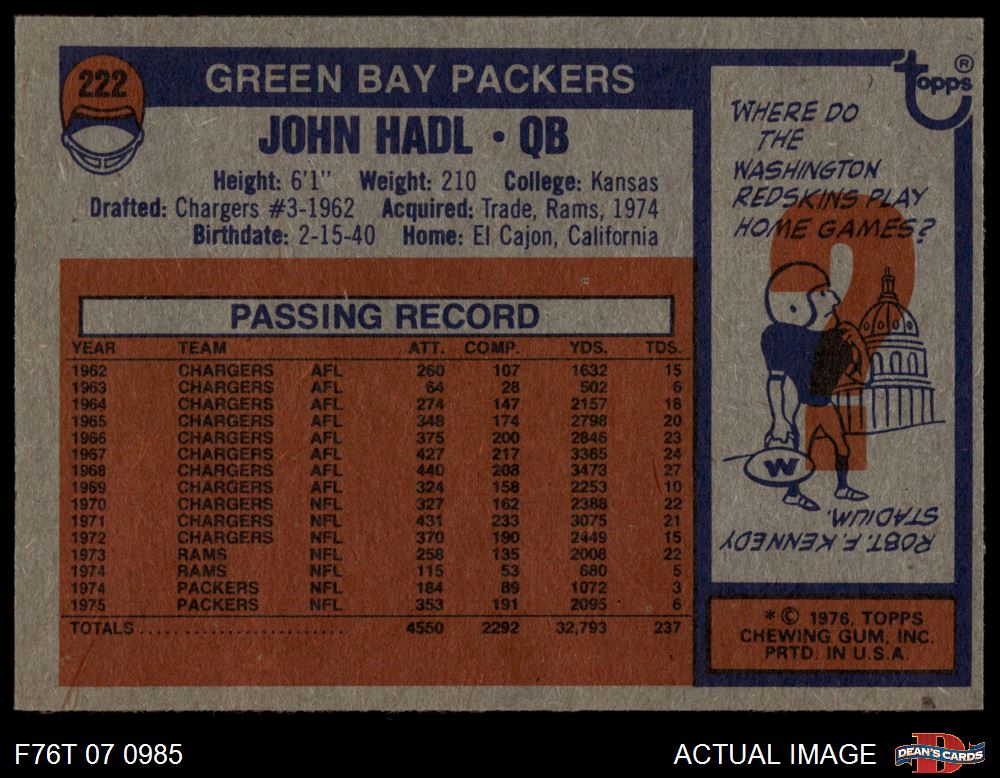 222
GREEN BAY PACKERS
JOHN HADL • QB
Height: 6'1" Weight: 210 College: Kansas
Drafted: Chargers #3-1962 Acquired: Trade, Rams, 1974
Birthdate: 2-15-40 Home: El Cajon, California
PASSING RECORD
YEAR TEAM ATT. COMP. YDS. TDS.
1962 CHARGERS AFL 260 107 1632 15
1963 CHARGERS AFL 64 28 502 6
1964 CHARGERS AFL 274 147 2157 18
1965 CHARGERS AFL 348 174 2798 20
1966 CHARGERS AFL 375 200 2846 23
1967 CHARGERS AFL 427 217 3365 24
1968 CHARGERS AFL 440 208 3473 27
1969 CHARGERS AFL 324 158 2253 10
1970 CHARGERS NFL 327 162 2388 22
1971 CHARGERS NFL 431 233 3075 21
1972 CHARGERS NFL 370 190 2449 15
1973 RAMS NFL 258 135 2008 22
1974 RAMS NFL 115 53 680 5
1974 PACKERS NFL 184 89 1072 3
1975 PACKERS NFL 353 191 2095 6
TOTALS.................... 4550 2292 32,793 237
Topps ®
WHERE DO
THE
WASHINGTON
REDSKINS PLAY
HOME GAMES?
?
W
ROBT. F. KENNEDY
STADIUM.
* © 1976, TOPPS
CHEWING GUM, INC.
PRTD. IN U.S.A.
F76T 07 0985
ACTUAL IMAGE
DEAN'S CARDS